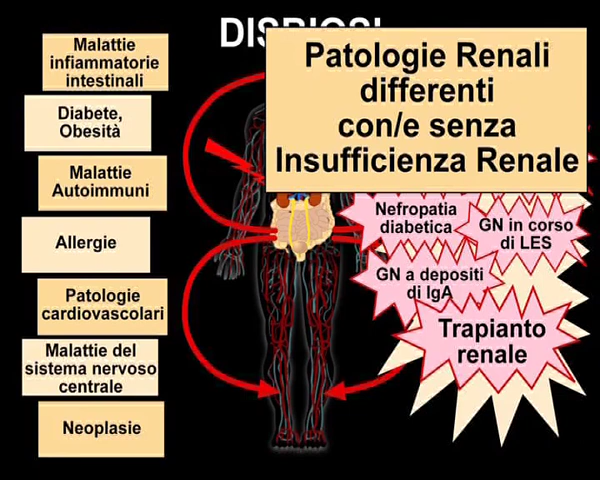 Malattie
infiammatorie
intestinali
Diabete,
Obesità
Malattie
Autoimmuni
Allergie
Patologie
cardiovascolari
Malattie del
sistema nervoso
centrale
Neoplasie
Patologie Renali
differenti
con/e senza
Insufficienza Renale
Nefropatia
diabetica
GN in corso
di LES
GN a depositi
di IgA
Trapianto
renale